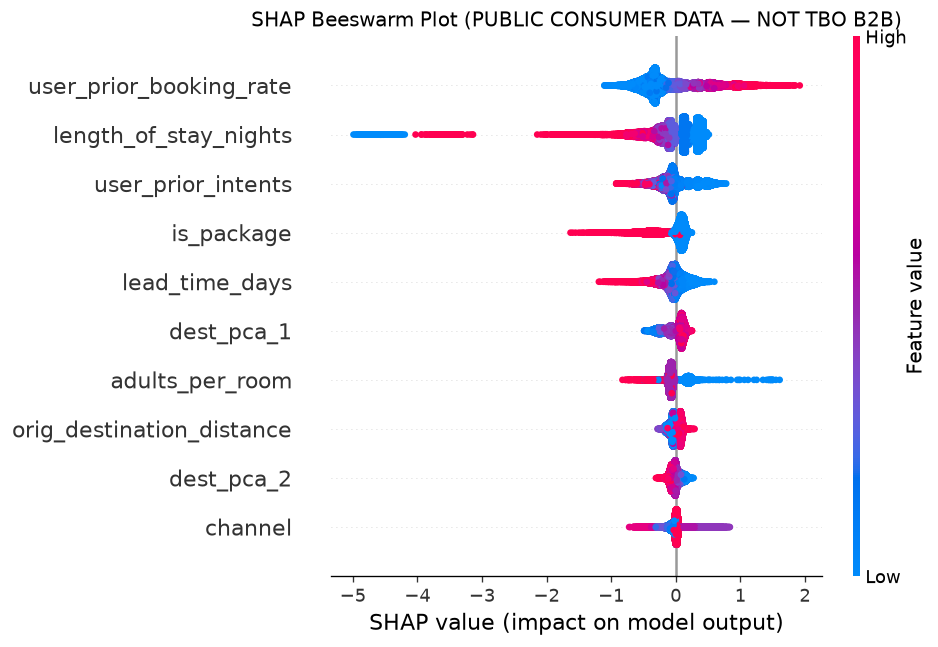 SHAP Beeswarm Plot (PUBLIC CONSUMER DATA — NOT TBO B2B)
High
user_prior_booking_rate
length_of_stay_nights
user_prior_intents
is_package
lead_time_days
dest_pca_1
adults_per_room
orig_destination_distance
dest_pca_2
channel
Feature value
Low
−5 −4 −3 −2 −1 0 1 2
SHAP value (impact on model output)